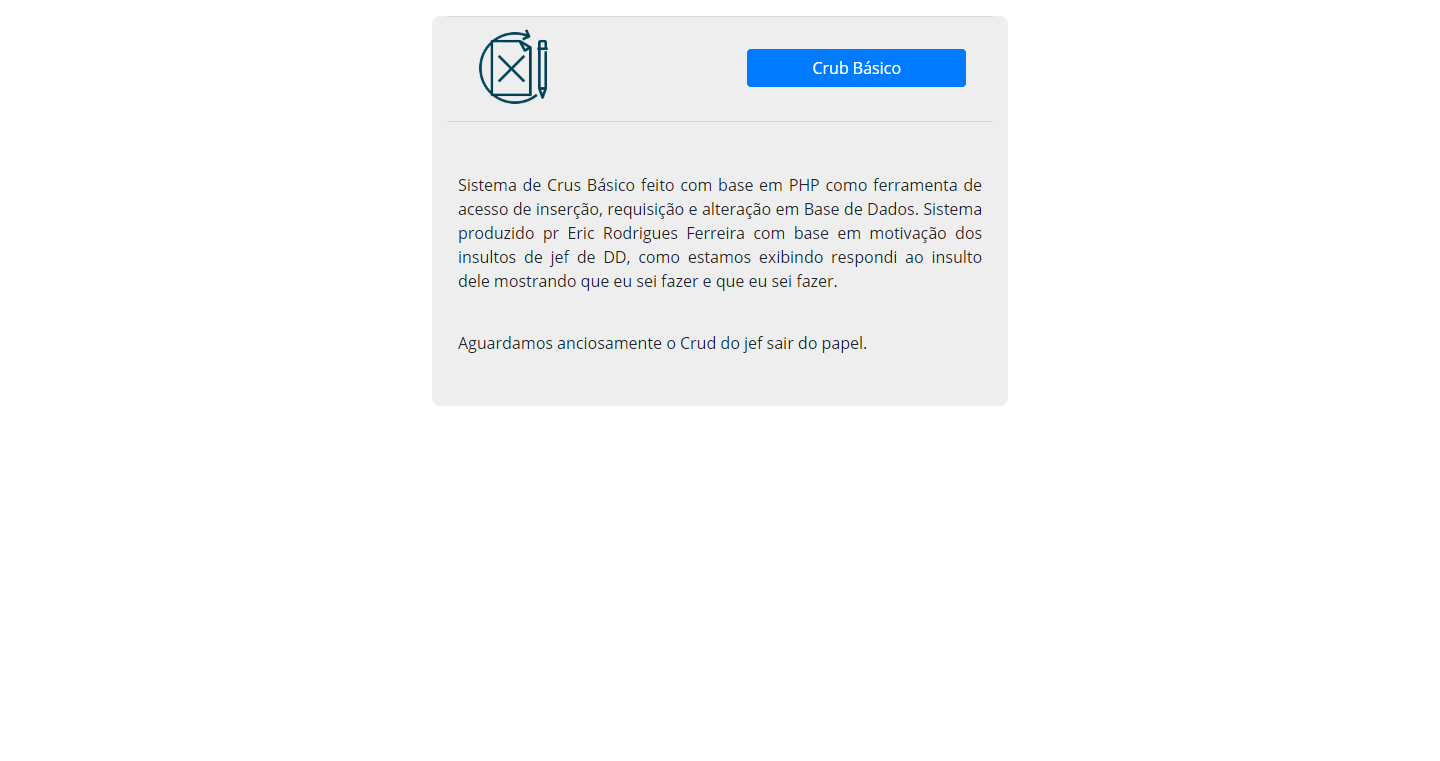 Crub Básico
Sistema de Crus Básico feito com base em PHP como ferramenta de
acesso de inserção, requisição e alteração em Base de Dados. Sistema
produzido pr Eric Rodrigues Ferreira com base em motivação dos
insultos de jef de DD, como estamos exibindo respondi ao insulto
dele mostrando que eu sei fazer e que eu sei fazer.
Aguardamos anciosamente o Crud do jef sair do papel.